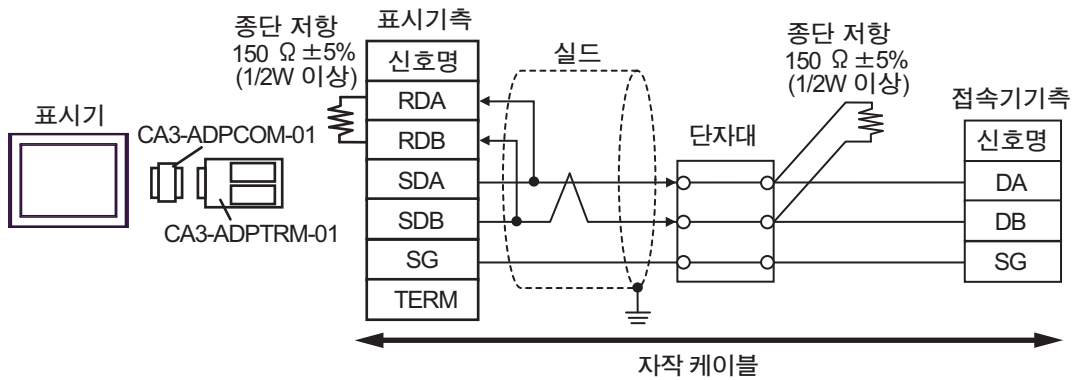 표시기
CA3-ADPCOM-01
CA3-ADPTRM-01
종단 저항
150 Ω ±5%
(1/2W 이상)
표시기측
신호명
RDA
RDB
SDA
SDB
SG
TERM
실드
단자대
종단 저항
150 Ω ±5%
(1/2W 이상)
접속기기측
신호명
DA
DB
SG
자작 케이블